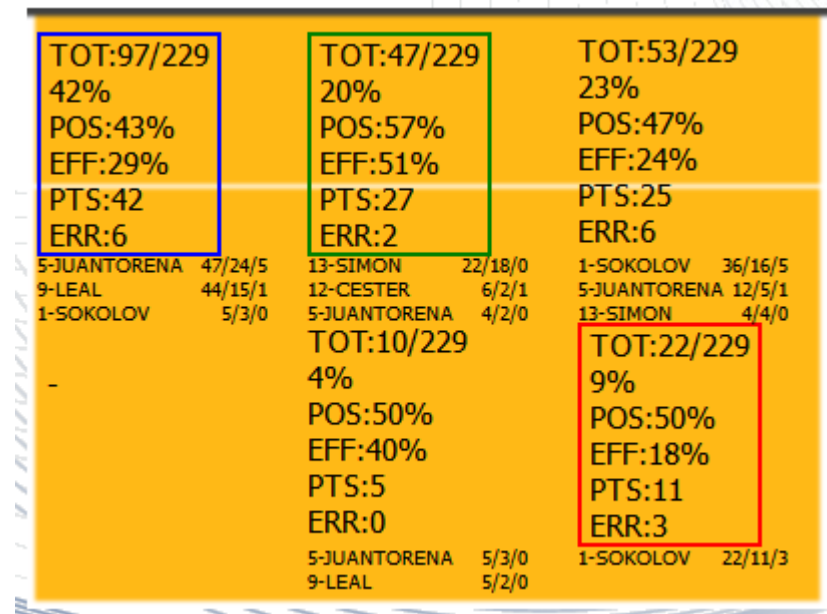 TOT:97/229
42%
POS:43%
EFF:29%
PTS:42
ERR:6
5-JUANTORENA 47/24/5
9-LEAL 44/15/1
1-SOKOLOV 5/3/0
TOT:47/229
20%
POS:57%
EFF:51%
PTS:27
ERR:2
13-SIMON 22/18/0
12-CESTER 6/2/1
5-JUANTORENA 4/2/0
TOT:53/229
23%
POS:47%
EFF:24%
PTS:25
ERR:6
1-SOKOLOV 36/16/5
5-JUANTORENA 12/5/1
13-SIMON 4/4/0
-
TOT:10/229
4%
POS:50%
EFF:40%
PTS:5
ERR:0
5-JUANTORENA 5/3/0
9-LEAL 5/2/0
TOT:22/229
9%
POS:50%
EFF:18%
PTS:11
ERR:3
1-SOKOLOV 22/11/3